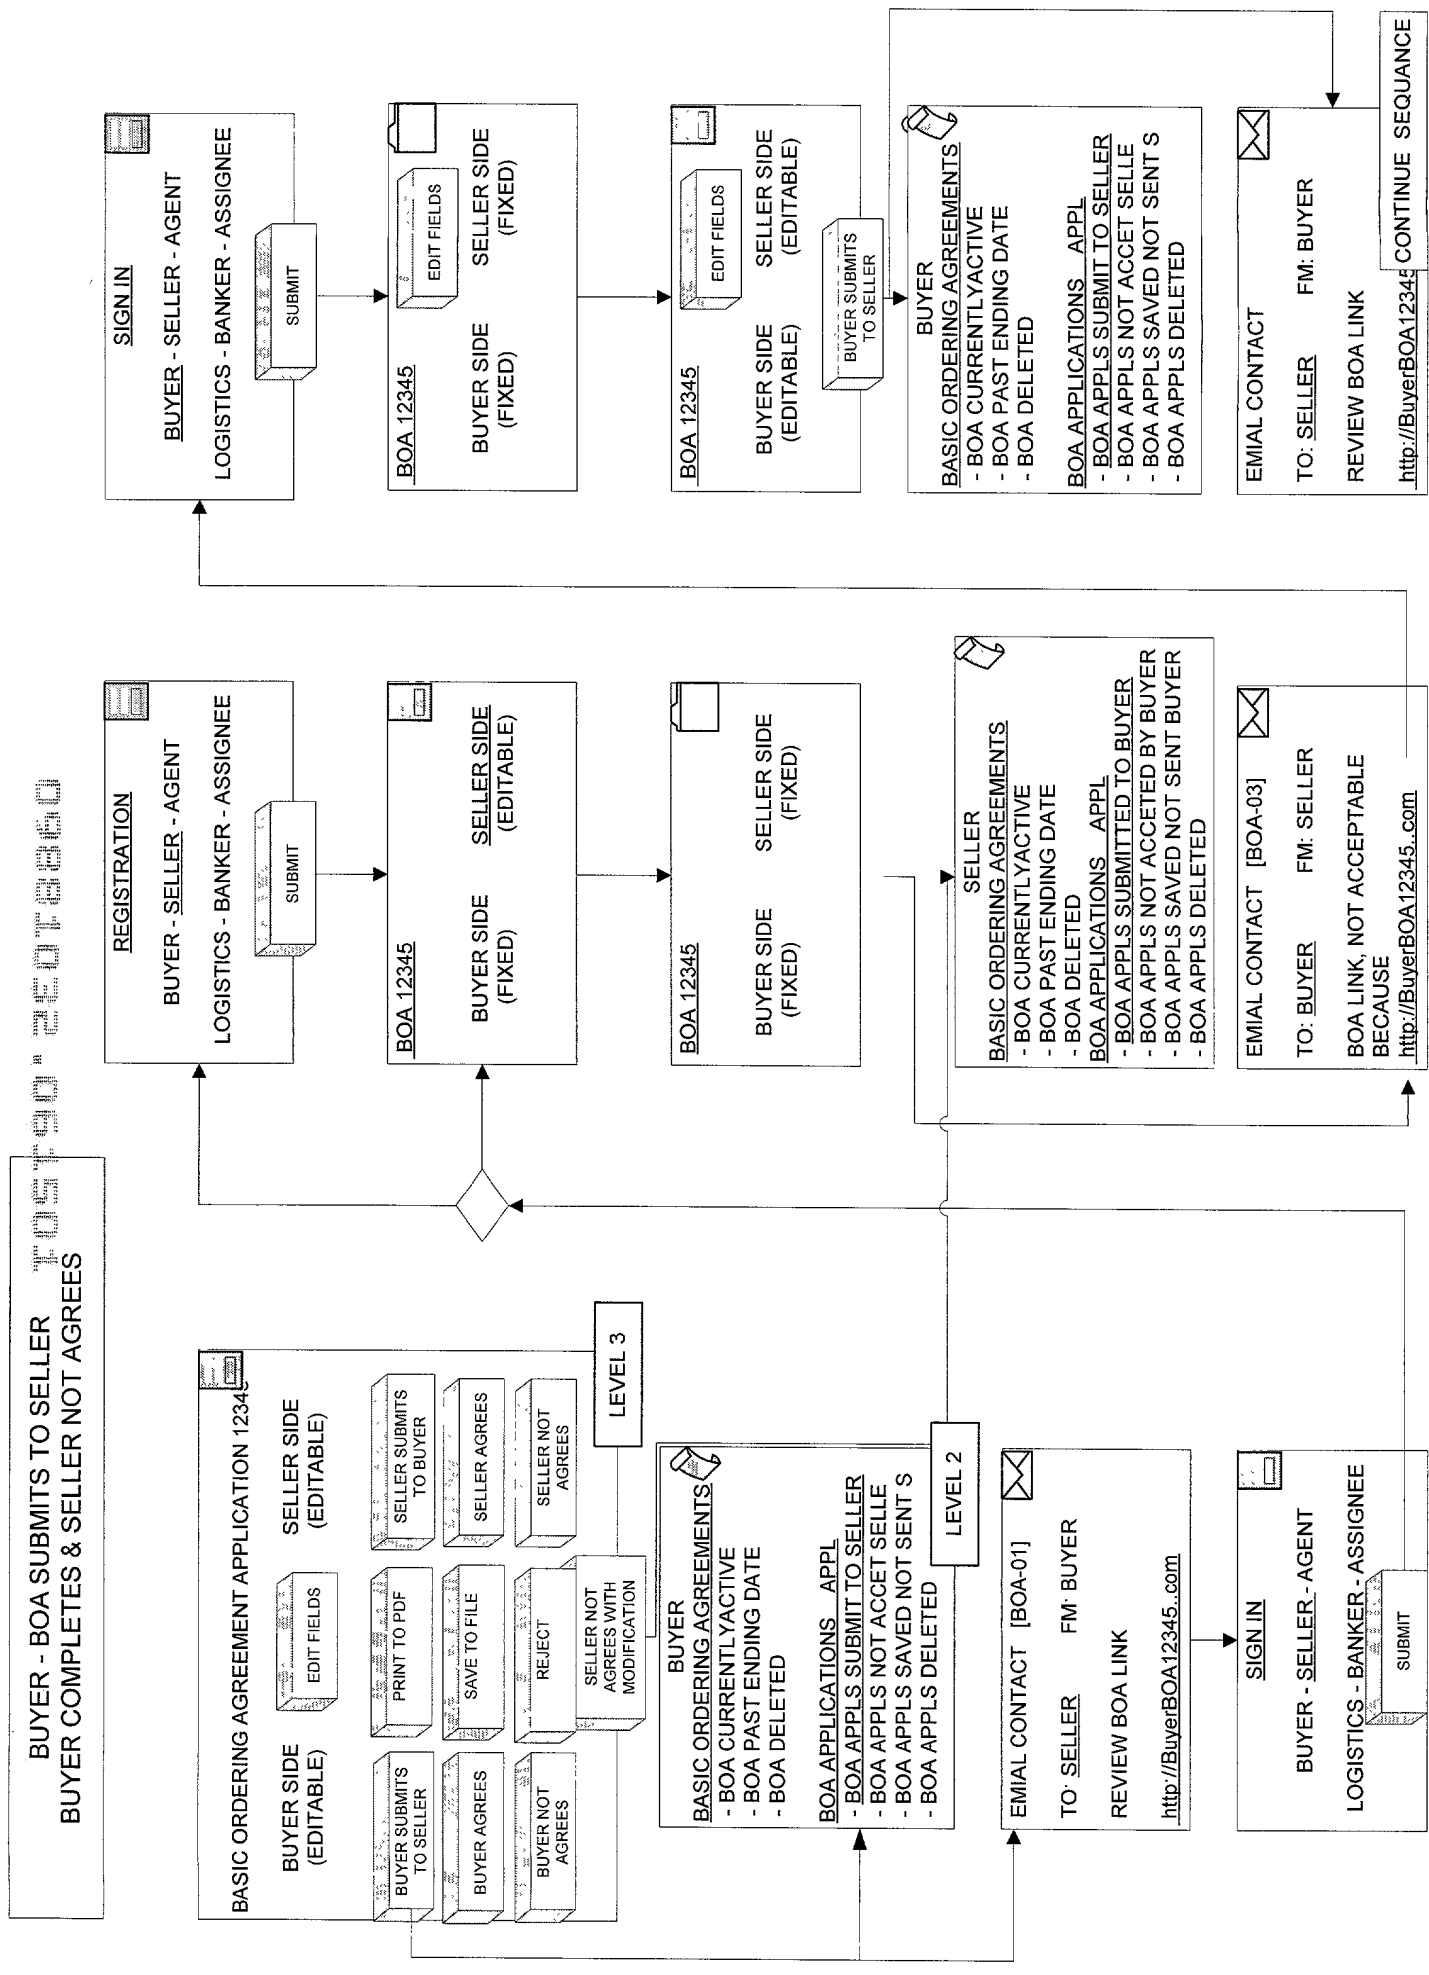 BUYER - BOA SUBMITS TO SELLER
BUYER COMPLETES & SELLER NOT AGREES
BASIC ORDERING AGREEMENT APPLICATION 12345
BUYER SIDE
(EDITABLE)
EDIT FIELDS
SELLER SIDE
(EDITABLE)
BUYER SUBMITS
TO SELLER
PRINT TO PDF
SELLER SUBMITS
TO BUYER
BUYER AGREES
SAVE TO FILE
SELLER AGREES
BUYER NOT
AGREES
REJECT
SELLER NOT
AGREES
SELLER NOT
AGREES WITH
MODIFICATION
LEVEL 3
BUYER
BASIC ORDERING AGREEMENTS
- BOA CURRENTLYACTIVE
- BOA PAST ENDING DATE
- BOA DELETED
BOA APPLICATIONS APPL
- BOA APPLS SUBMIT TO SELLER
- BOA APPLS NOT ACCET SELLE
- BOA APPLS SAVED NOT SENT S
- BOA APPLS DELETED
LEVEL 2
EMIAL CONTACT [BOA-01]
TO: SELLER FM: BUYER
REVIEW BOA LINK
http://BuyerBOA12345..com
SIGN IN
BUYER - SELLER - AGENT
LOGISTICS - BANKER - ASSIGNEE
SUBMIT
REGISTRATION
BUYER - SELLER - AGENT
LOGISTICS - BANKER - ASSIGNEE
SUBMIT
BOA 12345
BUYER SIDE
(FIXED)
SELLER SIDE
(EDITABLE)
BOA 12345
BUYER SIDE
(FIXED)
SELLER SIDE
(FIXED)
SELLER
BASIC ORDERING AGREEMENTS
- BOA CURRENTLYACTIVE
- BOA PAST ENDING DATE
- BOA DELETED
BOA APPLICATIONS APPL
- BOA APPLS SUBMITTED TO BUYER
- BOA APPLS NOT ACCETED BY BUYER
- BOA APPLS SAVED NOT SENT BUYER
- BOA APPLS DELETED
EMIAL CONTACT [BOA-03]
TO: BUYER FM: SELLER
BOA LINK, NOT ACCEPTABLE
BECAUSE
http://BuyerBOA12345..com
SIGN IN
BUYER - SELLER - AGENT
LOGISTICS - BANKER - ASSIGNEE
SUBMIT
BOA 12345
EDIT FIELDS
BUYER SIDE
(FIXED)
SELLER SIDE
(FIXED)
BOA 12345
EDIT FIELDS
BUYER SIDE
(EDITABLE)
SELLER SIDE
(EDITABLE)
BUYER SUBMITS
TO SELLER
BUYER
BASIC ORDERING AGREEMENTS
- BOA CURRENTLYACTIVE
- BOA PAST ENDING DATE
- BOA DELETED
BOA APPLICATIONS APPL
- BOA APPLS SUBMIT TO SELLER
- BOA APPLS NOT ACCET SELLE
- BOA APPLS SAVED NOT SENT S
- BOA APPLS DELETED
EMIAL CONTACT
TO: SELLER FM: BUYER
REVIEW BOA LINK
http://BuyerBOA12345
CONTINUE SEQUANCE